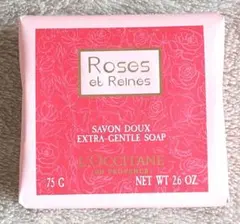 Roses
et Reines
SAVON DOUX
EXTRA-GENTLE SOAP
L'OCCITANE
EN PROVENCE
75 G NET WT 2.6 OZ